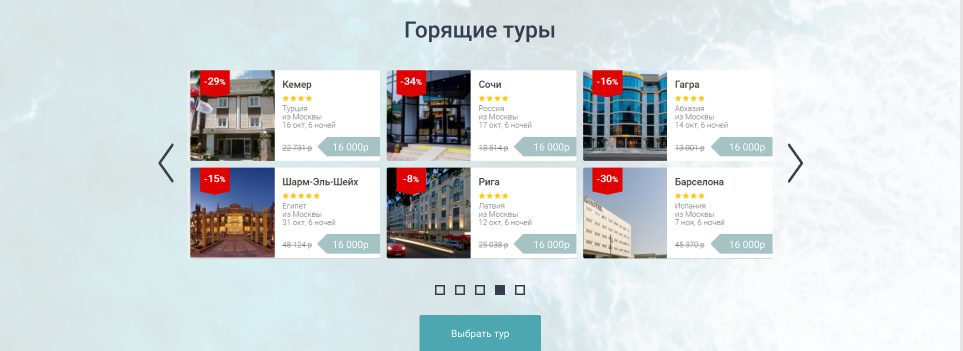 Горящие туры
-29%
Кемер
Турция
из Москвы
16 окт, 6 ночей
22 731 р
16 000р
-34%
Сочи
Россия
из Москвы
17 окт, 6 ночей
13 514 р
16 000р
-16%
Гагра
Абхазия
из Москвы
14 окт, 6 ночей
13 001 р
16 000р
-15%
Шарм-Эль-Шейх
Египет
из Москвы
31 окт, 6 ночей
48 124 р
16 000р
-8%
Рига
Латвия
из Москвы
12 окт, 6 ночей
25 038 р
16 000р
-30%
Барселона
Испания
из Москвы
7 ноя, 6 ночей
45 370 р
16 000р
Выбрать тур